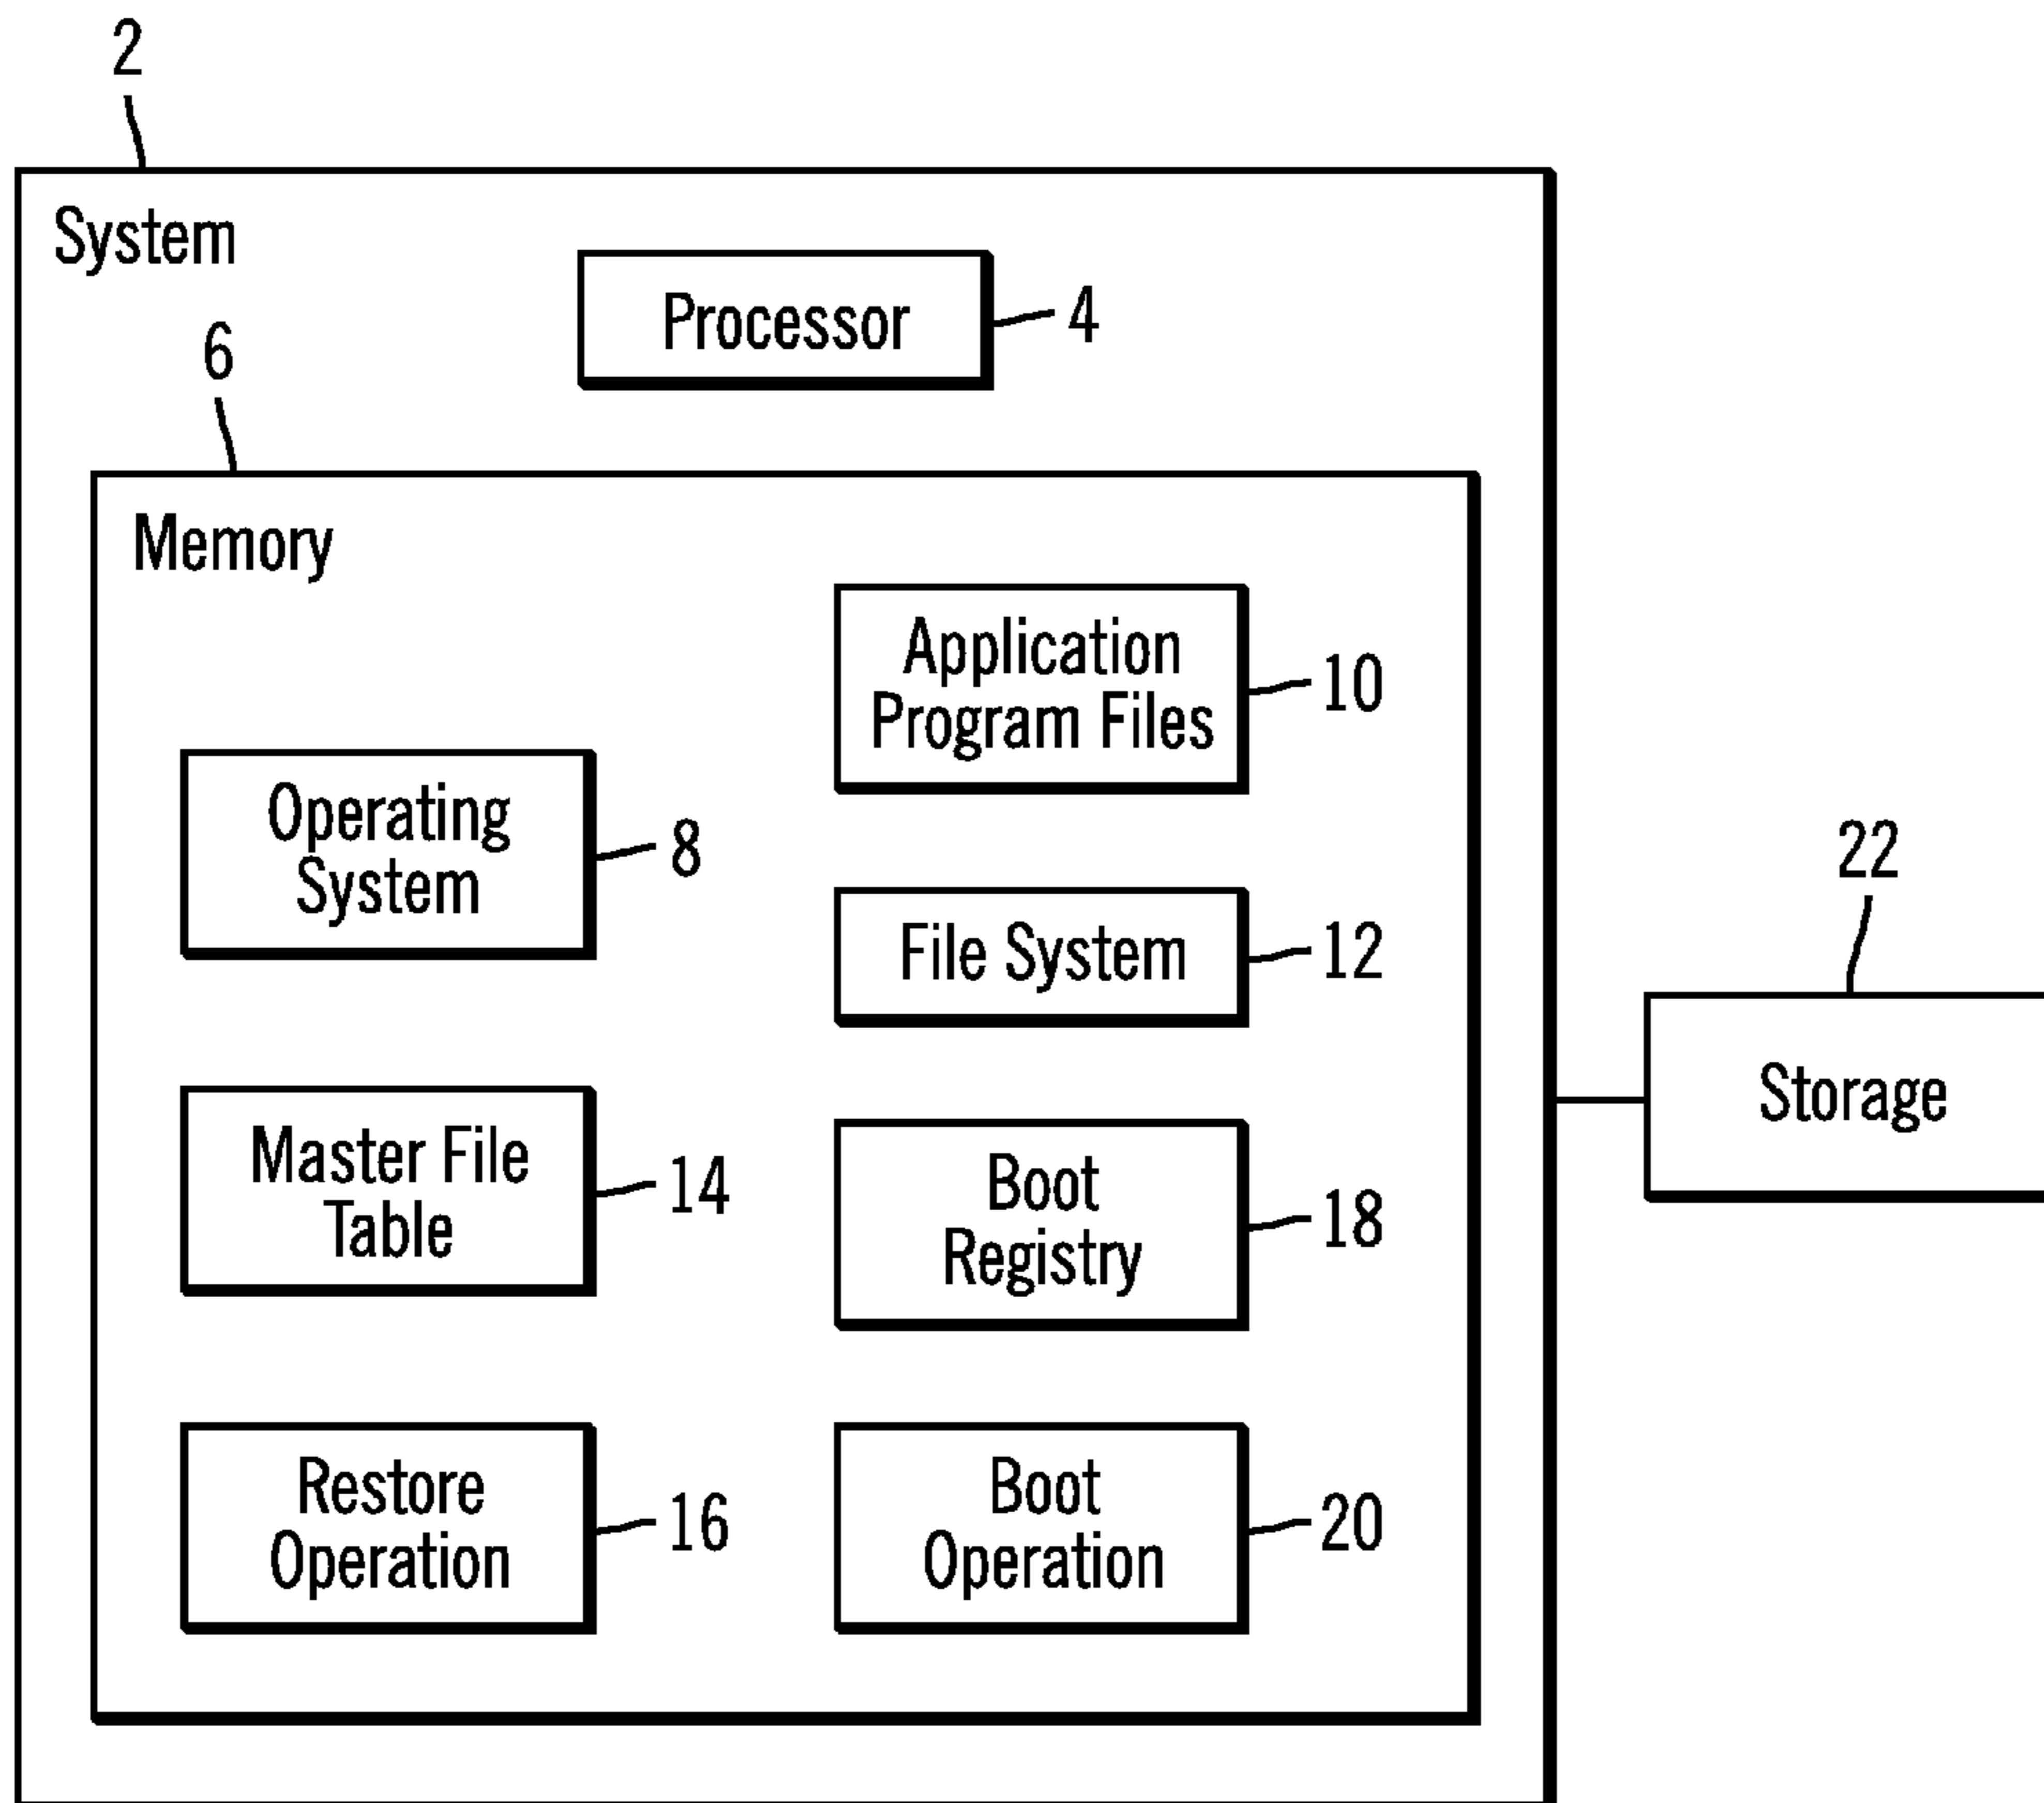 2
System
Processor
4
6
Memory
Application
Program Files
10
Operating
System
8
File System
12
22
Storage
Master File
Table
14
Boot
Registry
18
Restore
Operation
16
Boot
Operation
20